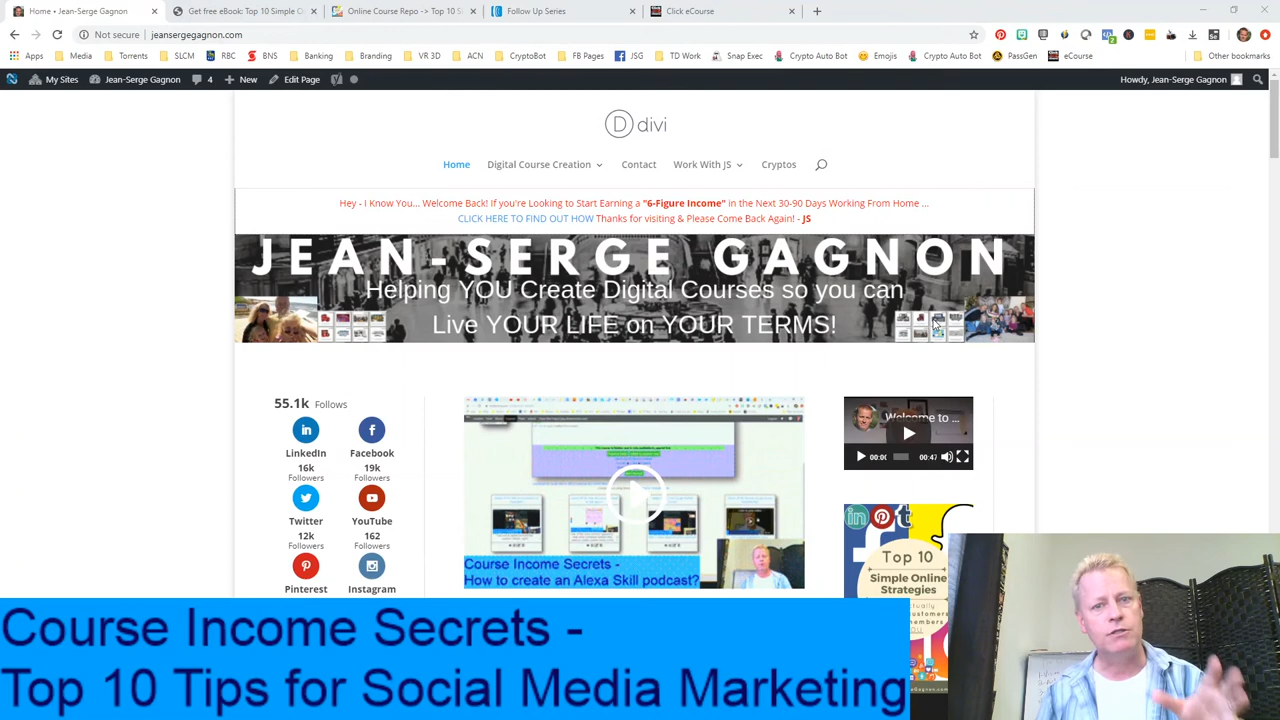 Home • Jean-Serge Gagnon
Get free eBook: Top 10 Simple O
Online Course Repo -> Top 10 S
Follow Up Series
Click eCourse
Not secure | jeansergegagnon.com
Apps Media Torrents SLCM RBC BNS Banking Branding VR 3D ACN CryptoBot FB Pages JSG TD Work Snap Exec Crypto Auto Bot Emojis Crypto Auto Bot PassGen eCourse Other bookmarks
My Sites Jean-Serge Gagnon 4 New Edit Page Howdy, Jean-Serge Gagnon
D divi
Home Digital Course Creation Contact Work With JS Cryptos
Hey - I Know You... Welcome Back! If you're Looking to Start Earning a "6-Figure Income" in the Next 30-90 Days Working From Home ...
CLICK HERE TO FIND OUT HOW Thanks for visiting & Please Come Back Again! - JS
JEAN-SERGE GAGNON
Helping YOU Create Digital Courses so you can
Live YOUR LIFE on YOUR TERMS!
55.1k Follows
LinkedIn
16k
Followers
Facebook
19k
Followers
Twitter
12k
Followers
YouTube
162
Followers
Pinterest
Instagram
Course Income Secrets -
How to create an Alexa Skill podcast?
Welcome to ...
00:00 00:47
Top 10
Simple Online
Strategies
Course Income Secrets -
Top 10 Tips for Social Media Marketing